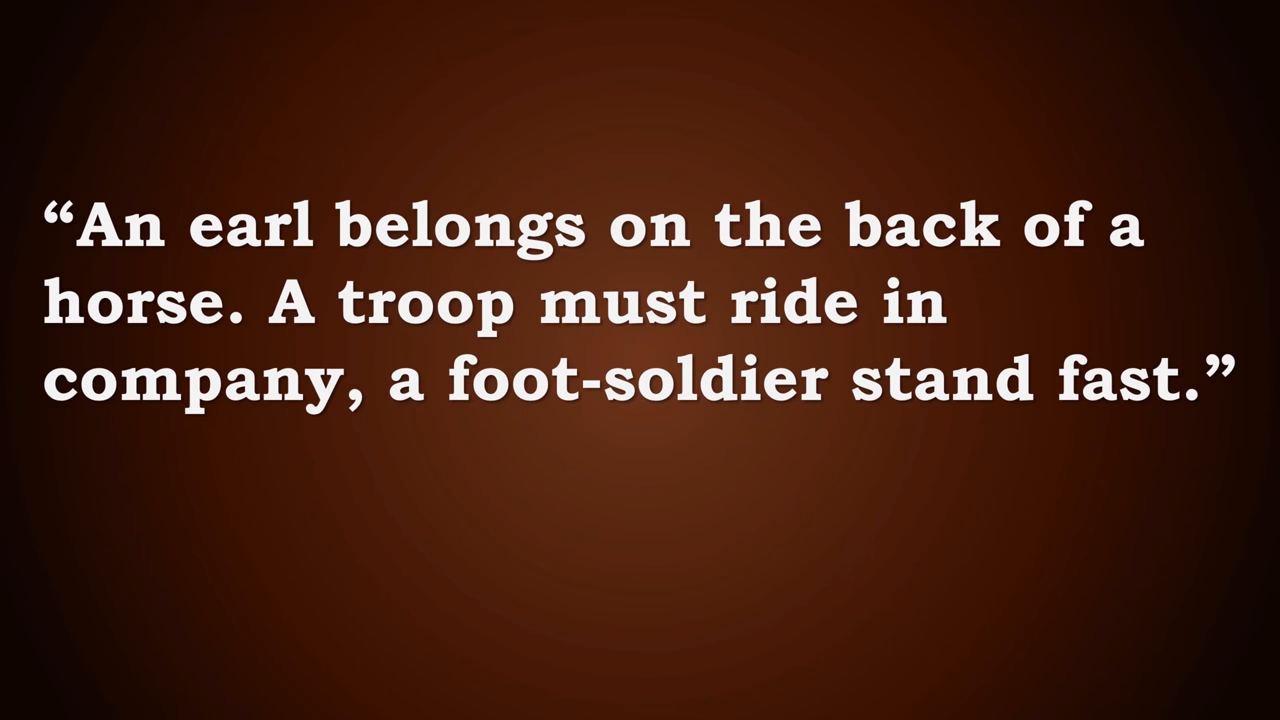 “An earl belongs on the back of a
horse. A troop must ride in
company, a foot-soldier stand fast.”